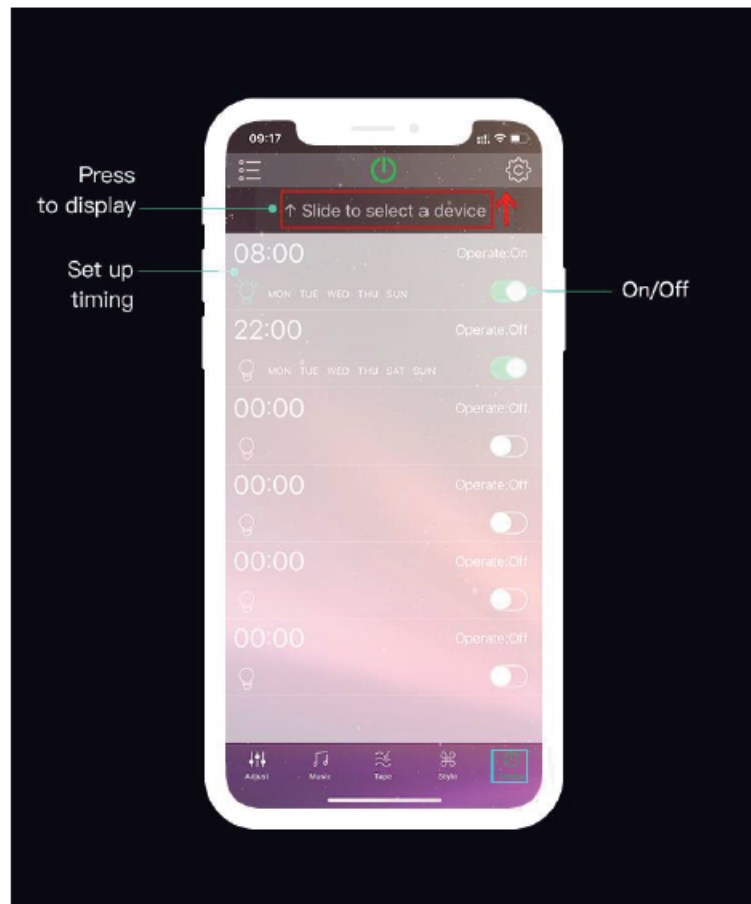 09:17
Press
to display
↑ Slide to select a device
08:00
Operate:On
Set up
timing
MON TUE WED THU SUN
On/Off
22:00
Operate:Off
MON TUE WED THU SAT SUN
00:00
Operate:Off
00:00
Operate:Off
00:00
Operate:Off
00:00
Operate:Off
Adjust
Music
Tape
Style